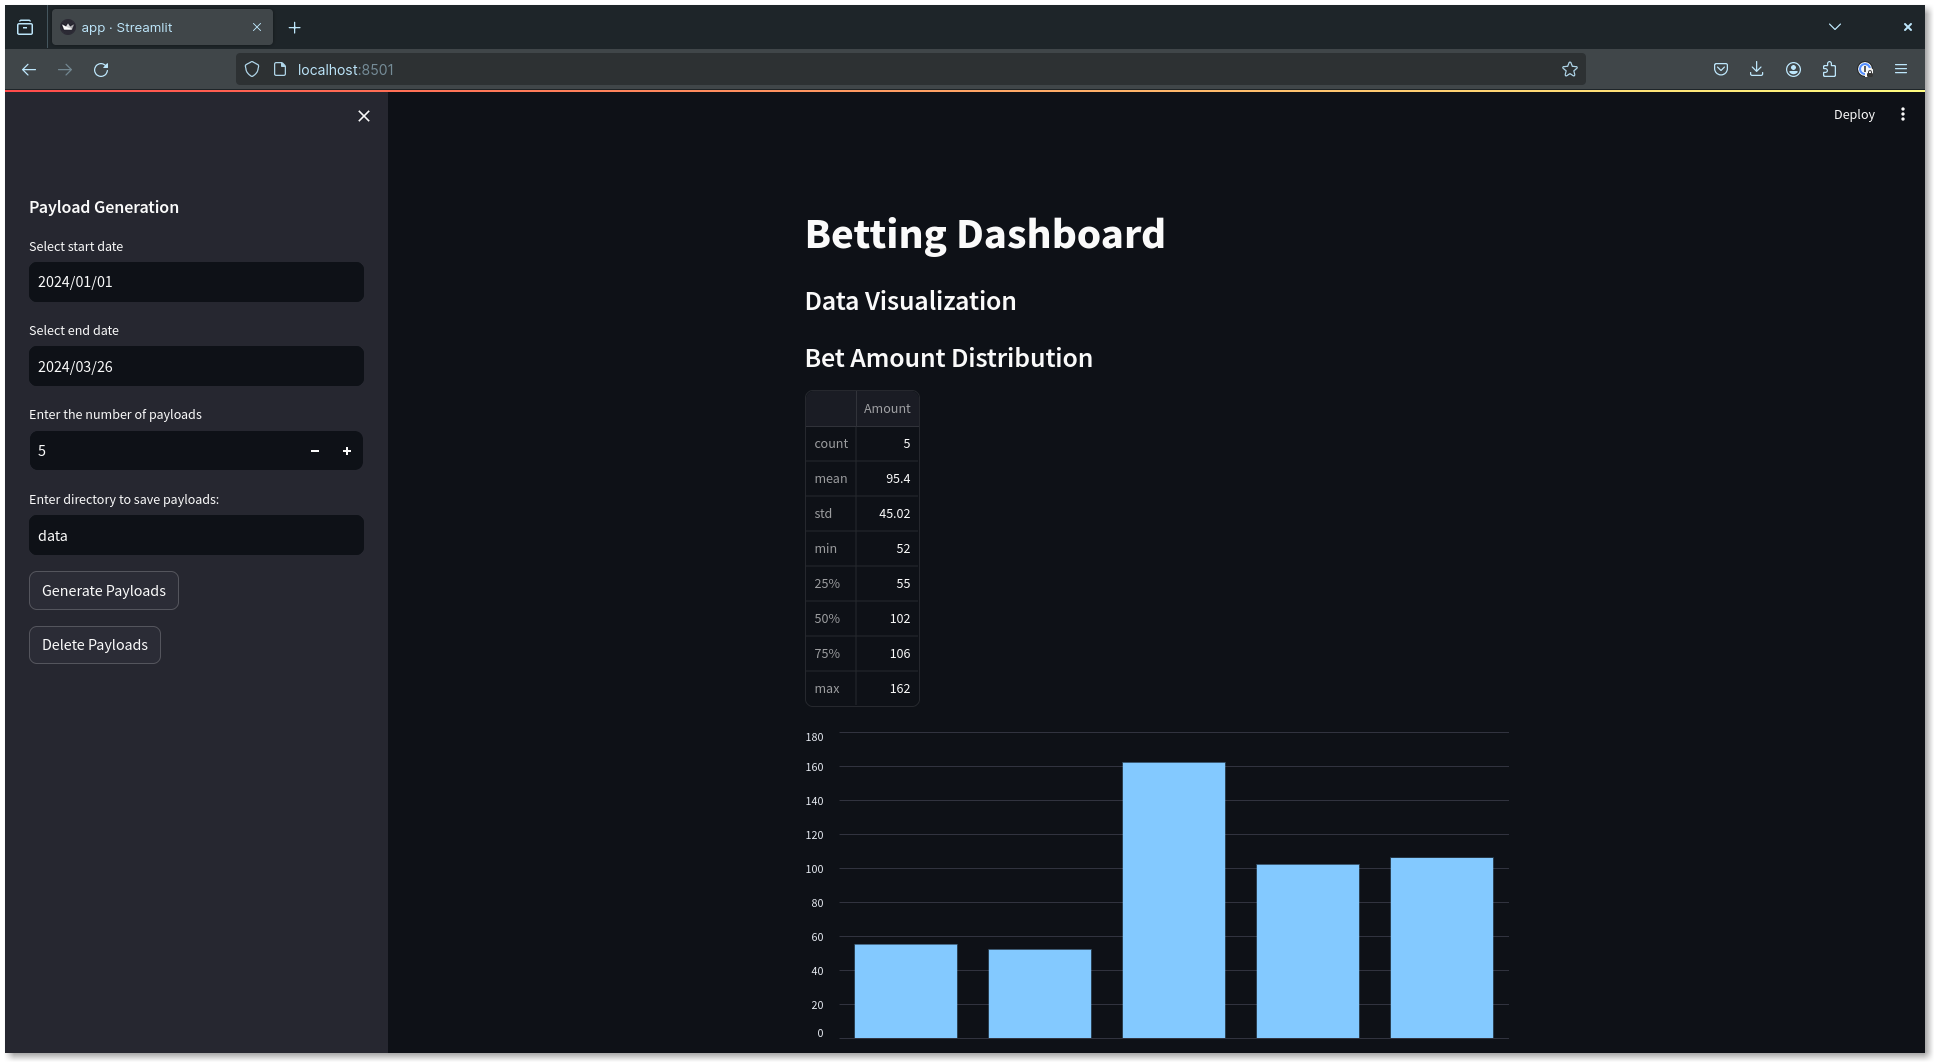 app · Streamlit
localhost:8501
Deploy
Payload Generation
Select start date
2024/01/01
Select end date
2024/03/26
Enter the number of payloads
5
Enter directory to save payloads:
data
Generate Payloads
Delete Payloads
Betting Dashboard
Data Visualization
Bet Amount Distribution
Amount
count 5
mean 95.4
std 45.02
min 52
25% 55
50% 102
75% 106
max 162
180
160
140
120
100
80
60
40
20
0